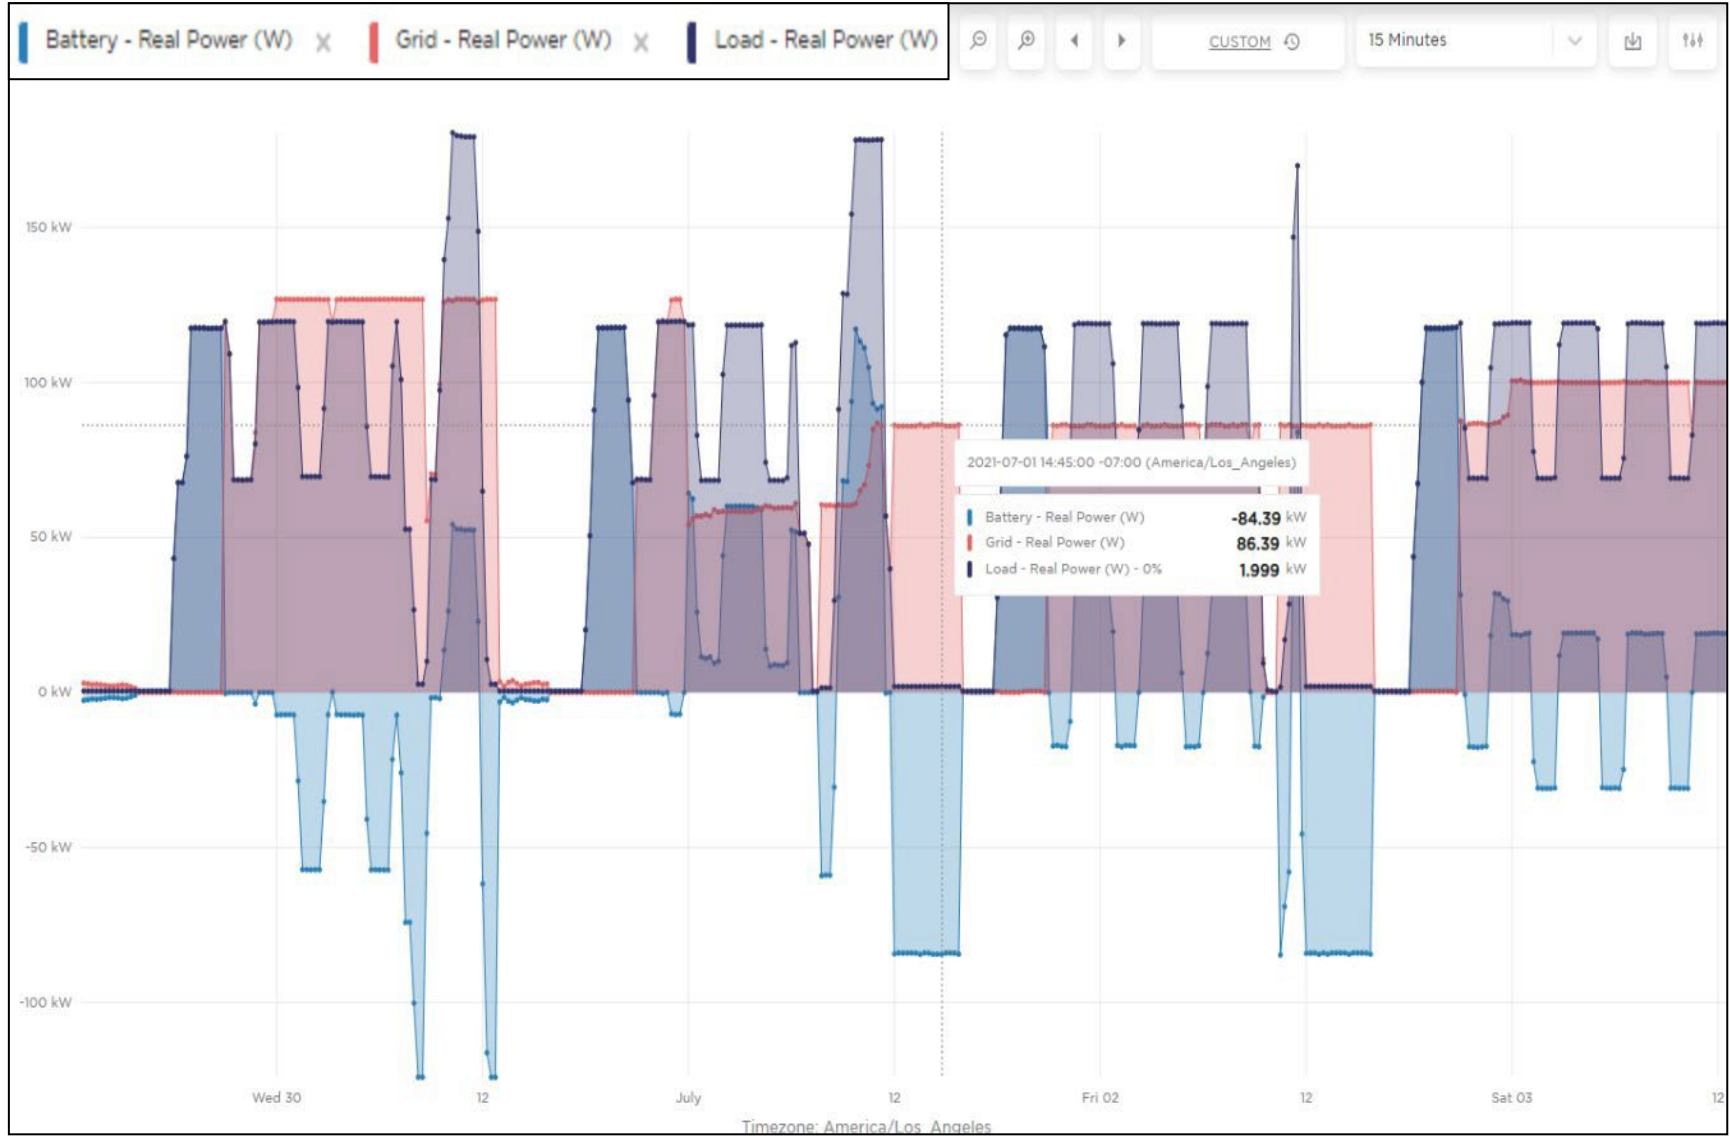 Battery - Real Power (W) X Grid - Real Power (W) X Load - Real Power (W) CUSTOM 15 Minutes
150 kW
100 kW
50 kW
0 kW
-50 kW
-100 kW
2021-07-01 14:45:00 -07:00 (America/Los_Angeles)
Battery - Real Power (W) -84.39 kW
Grid - Real Power (W) 86.39 kW
Load - Real Power (W) - 0% 1.999 kW
Wed 30 12 July 12 Fri 02 12 Sat 03 12
Timezone: America/Los_Angeles